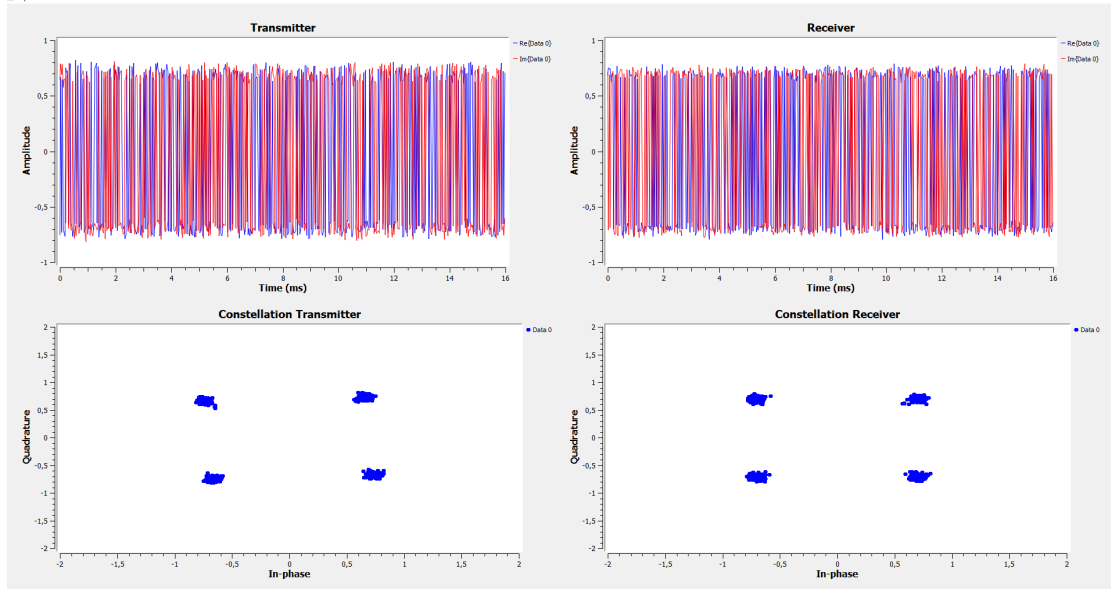 Transmitter
1
0,5
0
-0,5
-1
Amplitude
0 2 4 6 8 10 12 14 16
Time (ms)
Re{Data 0}
Im{Data 0}
Receiver
1
0,5
0
-0,5
-1
Amplitude
0 2 4 6 8 10 12 14 16
Time (ms)
Re{Data 0}
Im{Data 0}
Constellation Transmitter
2
1,5
1
0,5
0
-0,5
-1
-1,5
-2
Quadrature
-2 -1,5 -1 -0,5 0 0,5 1 1,5 2
In-phase
Data 0
Constellation Receiver
2
1,5
1
0,5
0
-0,5
-1
-1,5
-2
Quadrature
-2 -1,5 -1 -0,5 0 0,5 1 1,5 2
In-phase
Data 0